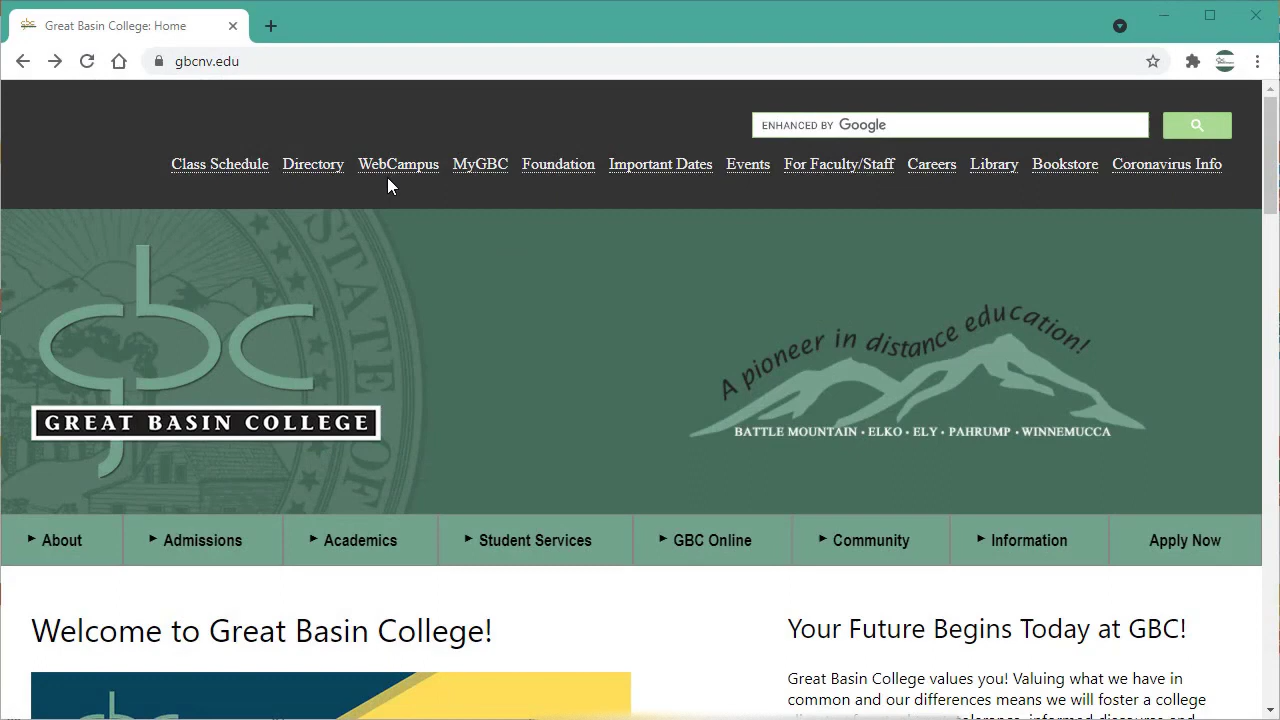 Great Basin College: Home
gbcnv.edu
ENHANCED BY Google
Class Schedule Directory WebCampus MyGBC Foundation Important Dates Events For Faculty/Staff Careers Library Bookstore Coronavirus Info
STATE OF
gbc
GREAT BASIN COLLEGE
A pioneer in distance education!
BATTLE MOUNTAIN • ELKO • ELY • PAHRUMP • WINNEMUCCA
About Admissions Academics Student Services GBC Online Community Information Apply Now
Welcome to Great Basin College!
Your Future Begins Today at GBC!
Great Basin College values you! Valuing what we have in
common and our differences means we will foster a college